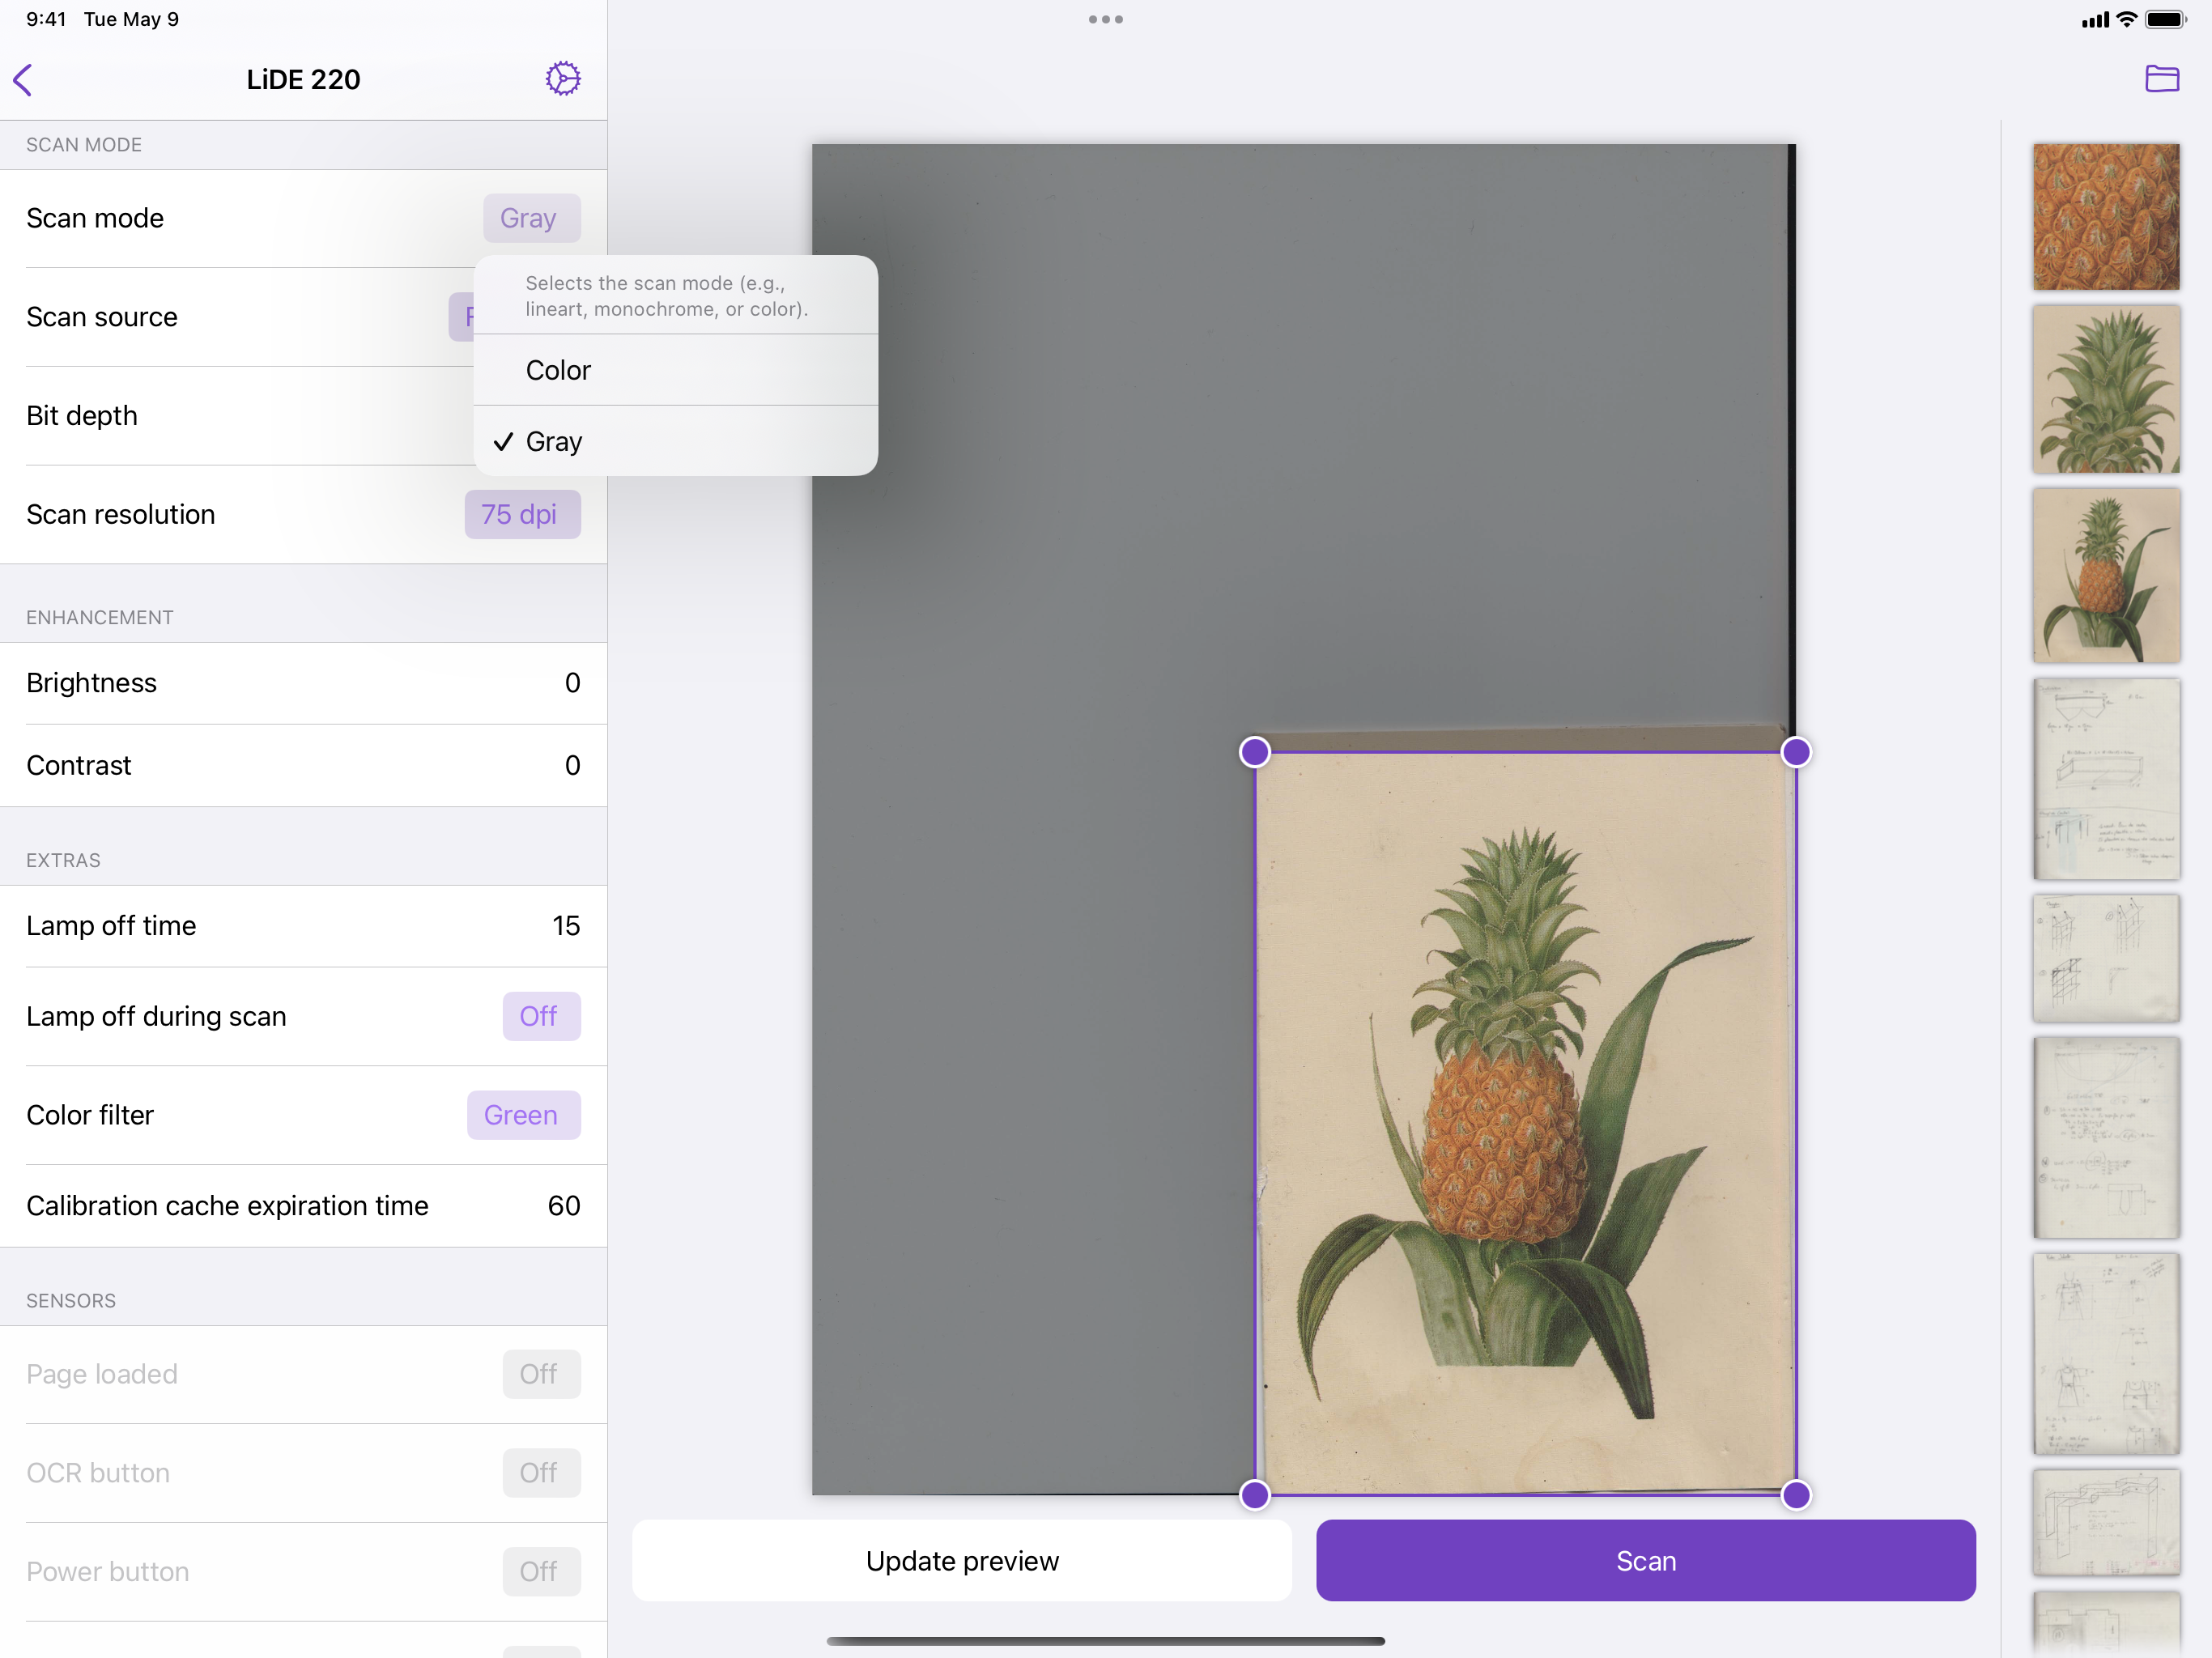 9:41 Tue May 9
LiDE 220
SCAN MODE
Scan mode
Gray
Scan source
Bit depth
Scan resolution
75 dpi
Selects the scan mode (e.g.,
lineart, monochrome, or color).
Color
Gray
ENHANCEMENT
Brightness
0
Contrast
0
EXTRAS
Lamp off time
15
Lamp off during scan
Off
Color filter
Green
Calibration cache expiration time
60
SENSORS
Page loaded
Off
OCR button
Off
Power button
Off
Update preview
Scan